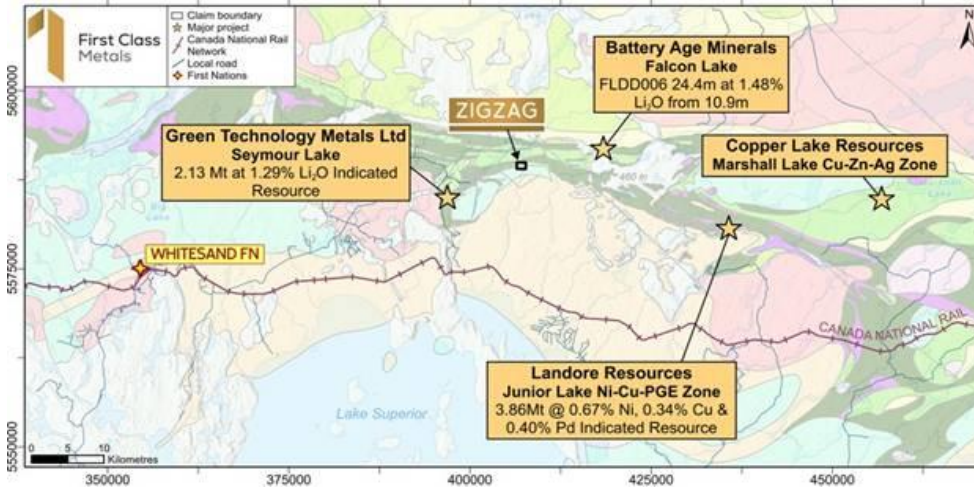 First Class
Metals
Claim boundary
Major project
Canada National Rail
Network
Local road
First Nations
N
Battery Age Minerals
Falcon Lake
FLDD006 24.4m at 1.48%
Li₂O from 10.9m
ZIGZAG
Green Technology Metals Ltd
Seymour Lake
2.13 Mt at 1.29% Li₂O Indicated
Resource
Copper Lake Resources
Marshall Lake Cu-Zn-Ag Zone
WHITESAND FN
CANADA NATIONAL RAIL
Landore Resources
Junior Lake Ni-Cu-PGE Zone
3.86Mt @ 0.67% Ni, 0.34% Cu &
0.40% Pd Indicated Resource
Lake Superior
0 5 10
Kilometres
5600000
5575000
5550000
350000
375000
400000
425000
450000